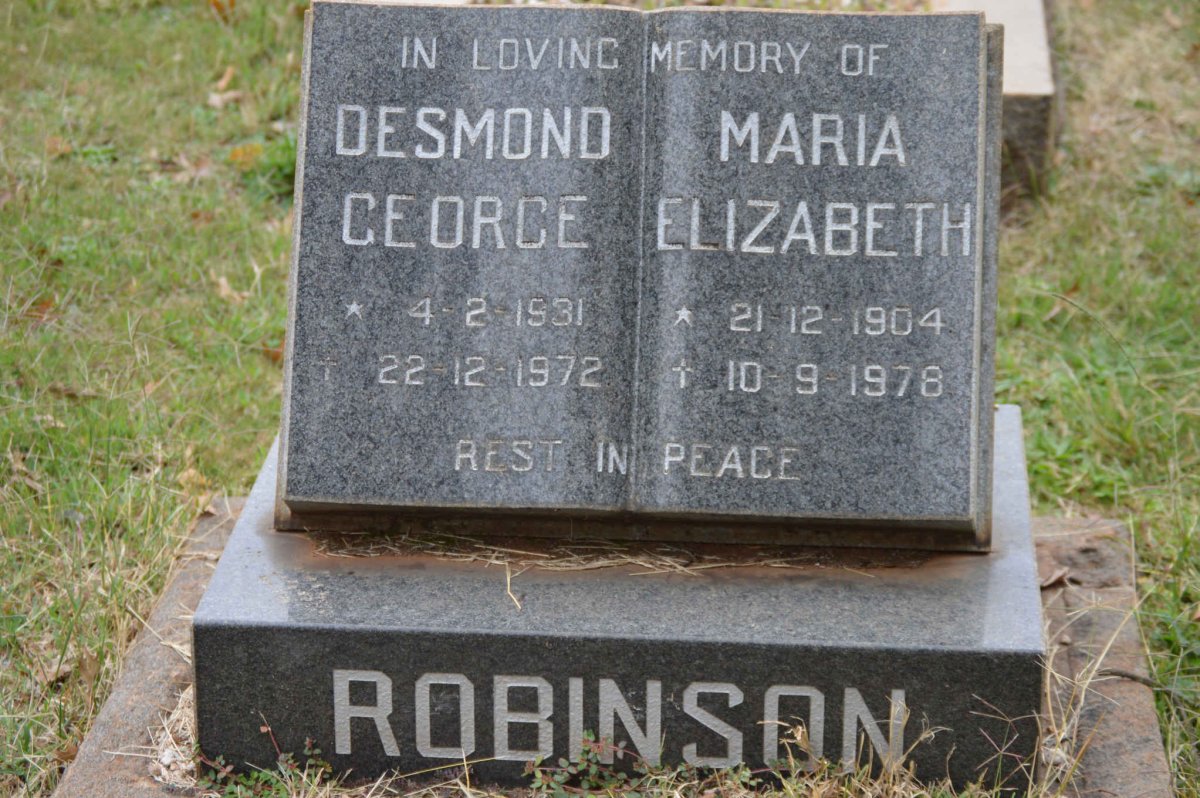 IN LOVING MEMORY OF
DESMOND MARIA
GEORGE ELIZABETH
* 4-2-1931 * 21-12-1904
† 22-12-1972 † 10-9-1978
REST IN PEACE
ROBINSON